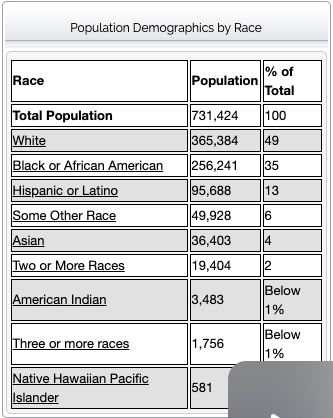 Population Demographics by Race
Race Population % of Total
Total Population 731,424 100
White 365,384 49
Black or African American 256,241 35
Hispanic or Latino 95,688 13
Some Other Race 49,928 6
Asian 36,403 4
Two or More Races 19,404 2
American Indian 3,483 Below 1%
Three or more races 1,756 Below 1%
Native Hawaiian Pacific Islander 581